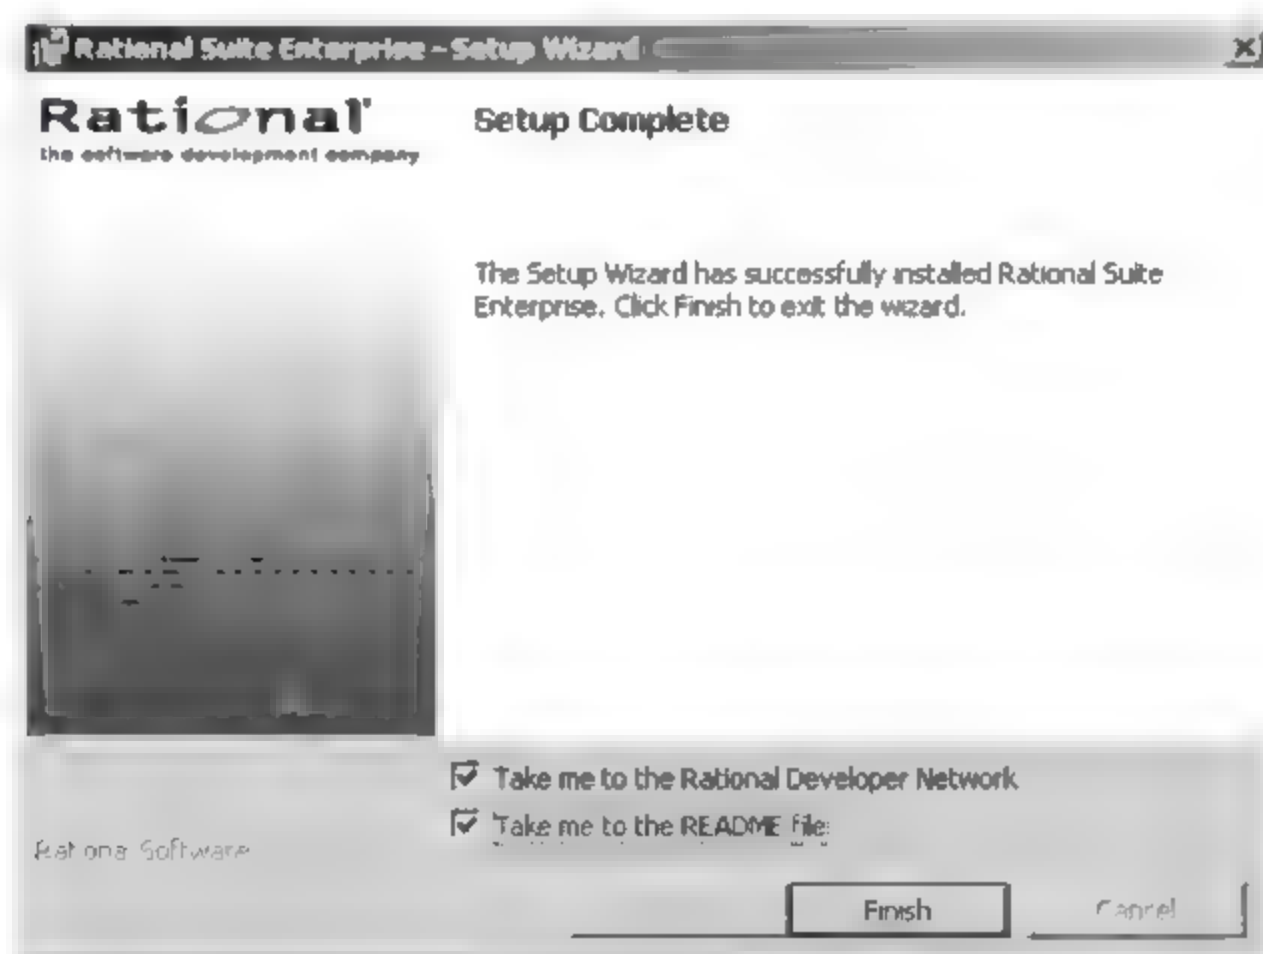 Rational Suite Enterprise - Setup Wizard
Rational
the software development company
Setup Complete
The Setup Wizard has successfully installed Rational Suite
Enterprise. Click Finish to exit the wizard.
Take me to the Rational Developer Network
Take me to the README file
Rational Software
Finish
Cancel